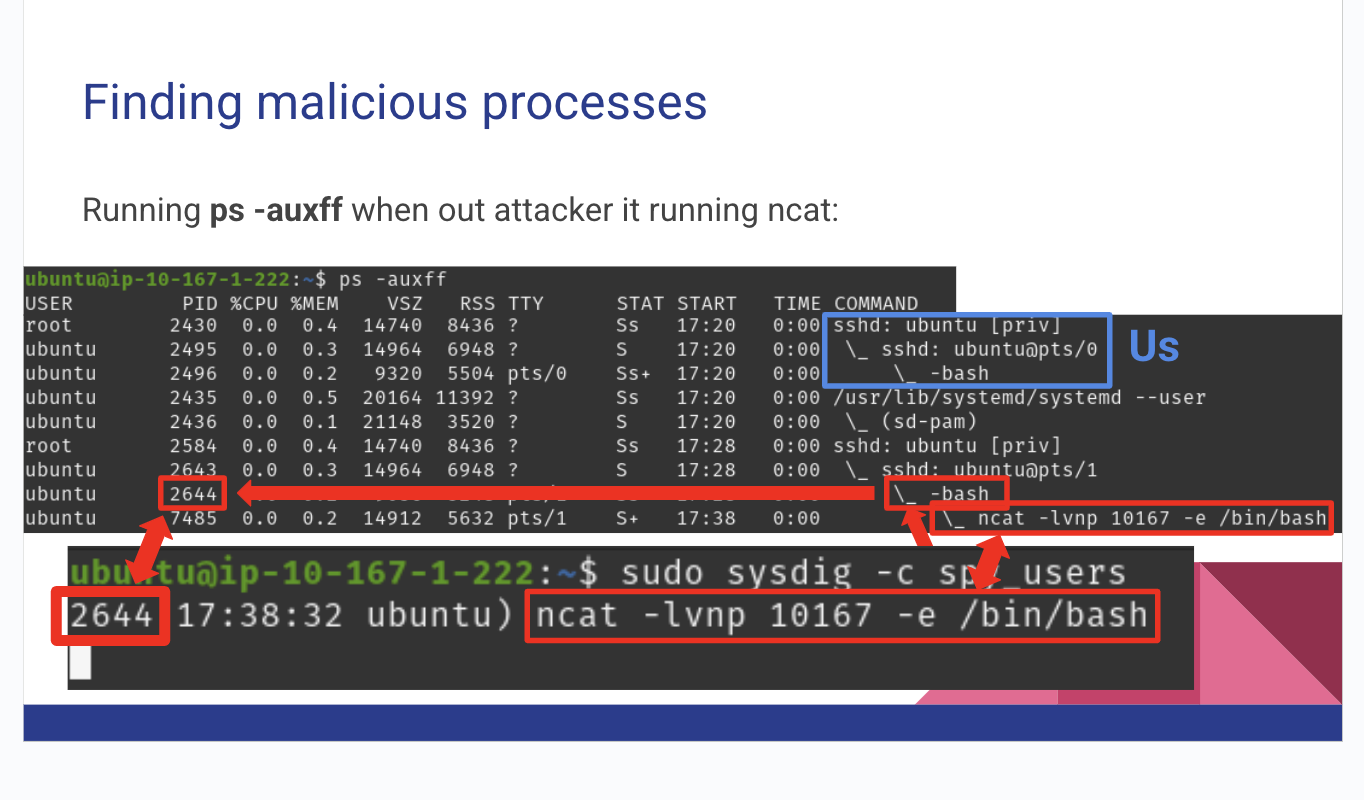 Finding malicious processes
Running ps -auxff when out attacker it running ncat:
ubuntu@ip-10-167-1-222:~$ ps -auxff
USER PID %CPU %MEM VSZ RSS TTY STAT START TIME COMMAND
root 2430 0.0 0.4 14740 8436 ? Ss 17:20 0:00 sshd: ubuntu [priv]
ubuntu 2495 0.0 0.3 14964 6948 ? S 17:20 0:00 \_ sshd: ubuntu@pts/0
Us
ubuntu 2496 0.0 0.2 9320 5504 pts/0 Ss+ 17:20 0:00 \_ -bash
ubuntu 2435 0.0 0.5 20164 11392 ? Ss 17:20 0:00 /usr/lib/systemd/systemd --user
ubuntu 2436 0.0 0.1 21148 3520 ? S 17:20 0:00 \_ (sd-pam)
root 2584 0.0 0.4 14740 8436 ? Ss 17:28 0:00 sshd: ubuntu [priv]
ubuntu 2643 0.0 0.3 14964 6948 ? S 17:28 0:00 \_ sshd: ubuntu@pts/1
ubuntu 2644 \_ -bash
ubuntu 7485 0.0 0.2 14912 5632 pts/1 S+ 17:38 0:00 \_ ncat -lvnp 10167 -e /bin/bash
ubuntu@ip-10-167-1-222:~$ sudo sysdig -c spy_users
2644 17:38:32 ubuntu) ncat -lvnp 10167 -e /bin/bash